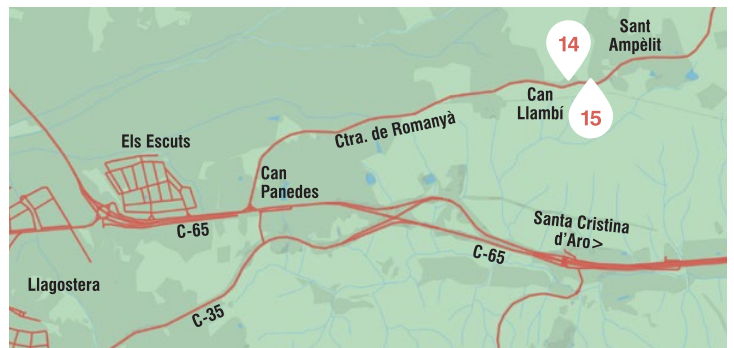 Sant
Ampèlit
14
Can
Llambí
15
Ctra. de Romanyà
Els Escuts
Can
Panedes
C-65
Santa Cristina
d'Aro>
C-65
Llagostera
C-35